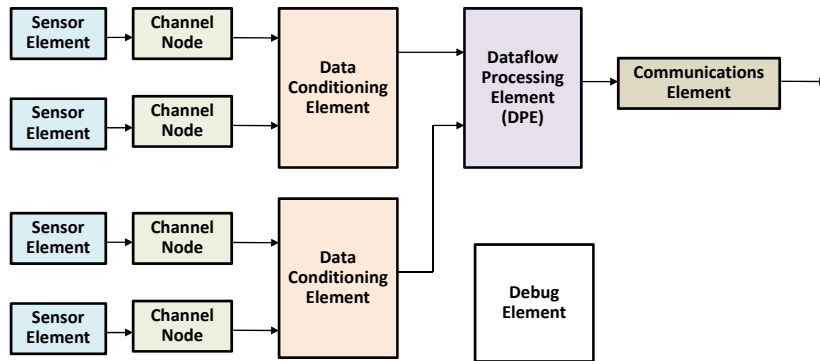 Sensor
Element
Channel
Node
Sensor
Element
Channel
Node
Data
Conditioning
Element
Dataflow
Processing
Element
(DPE)
Communications
Element
Sensor
Element
Channel
Node
Sensor
Element
Channel
Node
Data
Conditioning
Element
Debug
Element